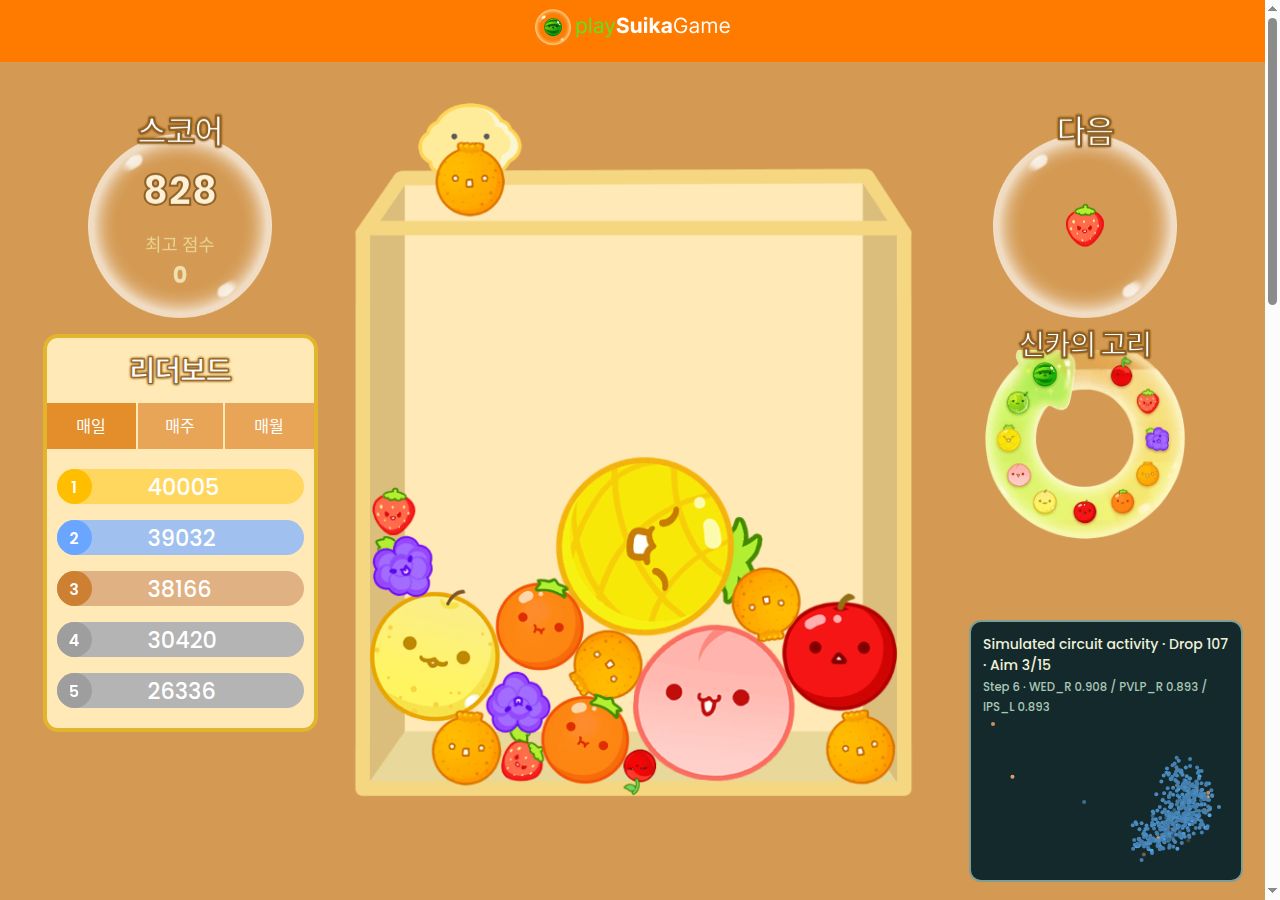 playSuikaGame
스코어
828
최고 점수
0
리더보드
매일 매주 매월
1 40005
2 39032
3 38166
4 30420
5 26336
다음
신카의 고리
Simulated circuit activity · Drop 107
· Aim 3/15
Step 6 · WED_R 0.908 / PVLP_R 0.893 /
IPS_L 0.893